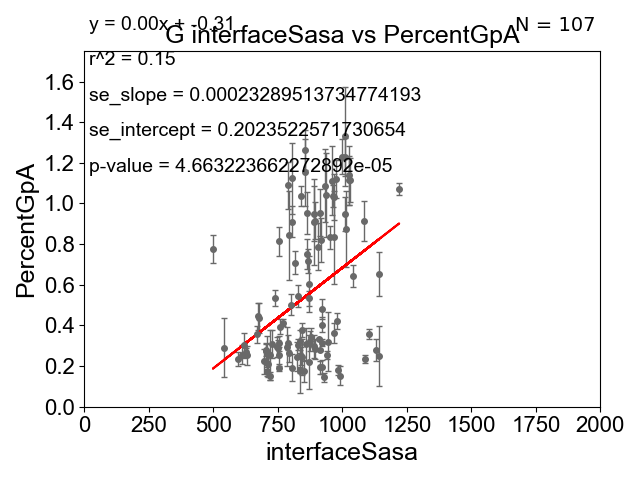 y = 0.00x + -0.31
N = 107
G interfaceSasa vs PercentGpA
r^2 = 0.15
se_slope = 0.00023289513734774193
se_intercept = 0.2023522571730654
p-value = 4.663223662272892e-05
PercentGpA
1.6
1.4
1.2
1.0
0.8
0.6
0.4
0.2
0.0
0 250 500 750 1000 1250 1500 1750 2000
interfaceSasa